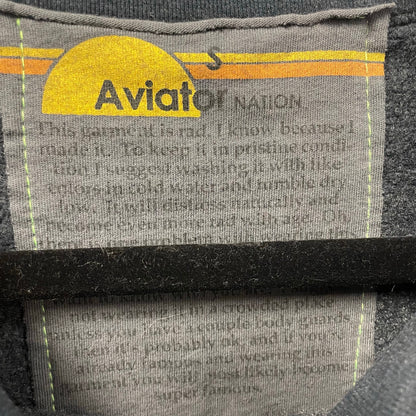 S
Aviator NATION
This garment is rad. I know because I
made it. To keep it in pristine condi-
tion I suggest washing it with like
colors in cold water and tumble dry
low. It will distress naturally and
become even more rad with age. Oh,
not wearing it in a crowded place
unless you have a couple body guards
then it's probably ok, and if you're
already famous and wearing this
garment you will most likely become
super famous.